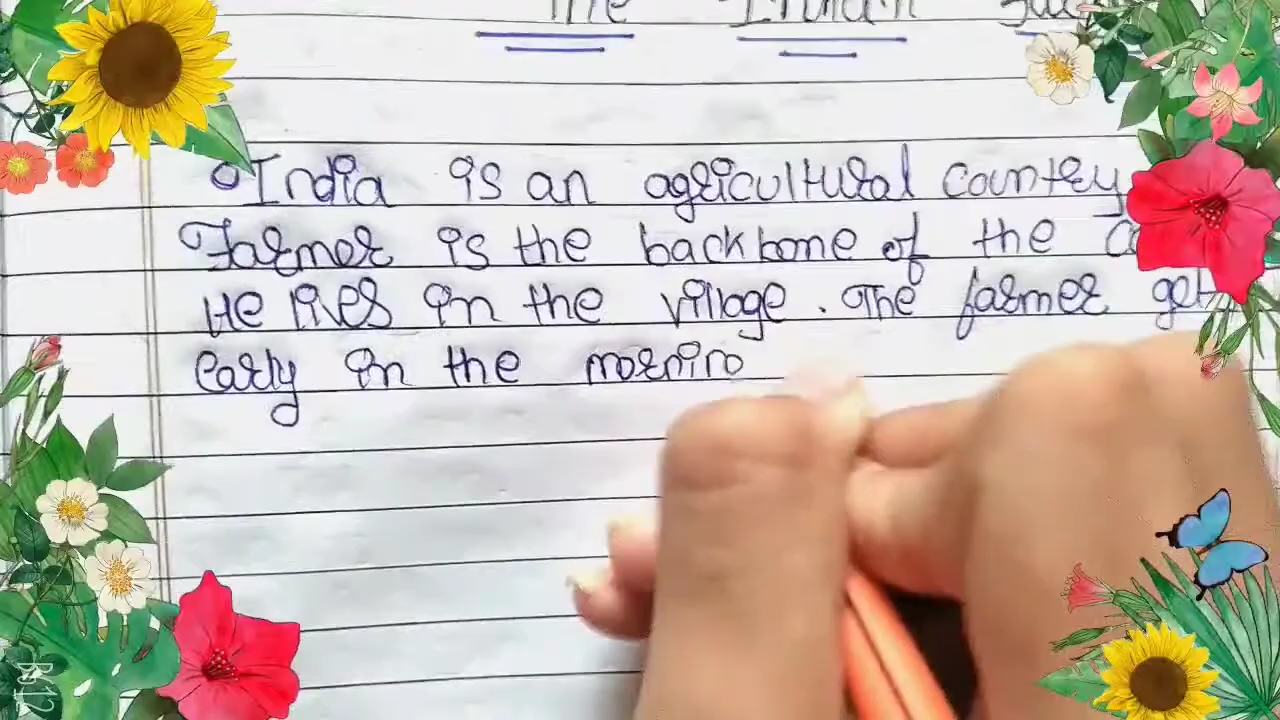 The Indian
India is an agricultural country
Farmer is the backbone of the
He lives in the village. The farmer get
early in the mornin
B612